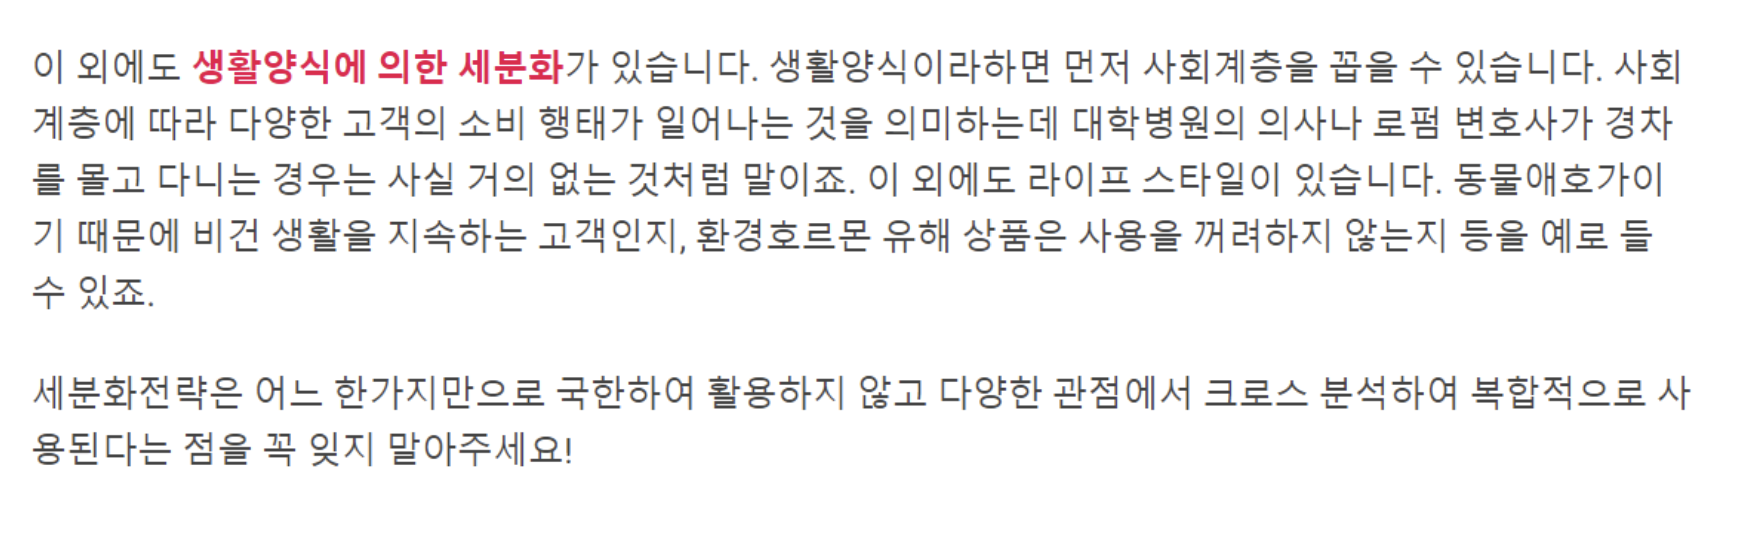 이 외에도 생활양식에 의한 세분화가 있습니다. 생활양식이라하면 먼저 사회계층을 꼽을 수 있습니다. 사회
계층에 따라 다양한 고객의 소비 행태가 일어나는 것을 의미하는데 대학병원의 의사나 로펌 변호사가 경차
를 몰고 다니는 경우는 사실 거의 없는 것처럼 말이죠. 이 외에도 라이프 스타일이 있습니다. 동물애호가이
기 때문에 비건 생활을 지속하는 고객인지, 환경호르몬 유해 상품은 사용을 꺼려하지 않는지 등을 예로 들
수 있죠.
세분화전략은 어느 한가지만으로 국한하여 활용하지 않고 다양한 관점에서 크로스 분석하여 복합적으로 사
용된다는 점을 꼭 잊지 말아주세요!